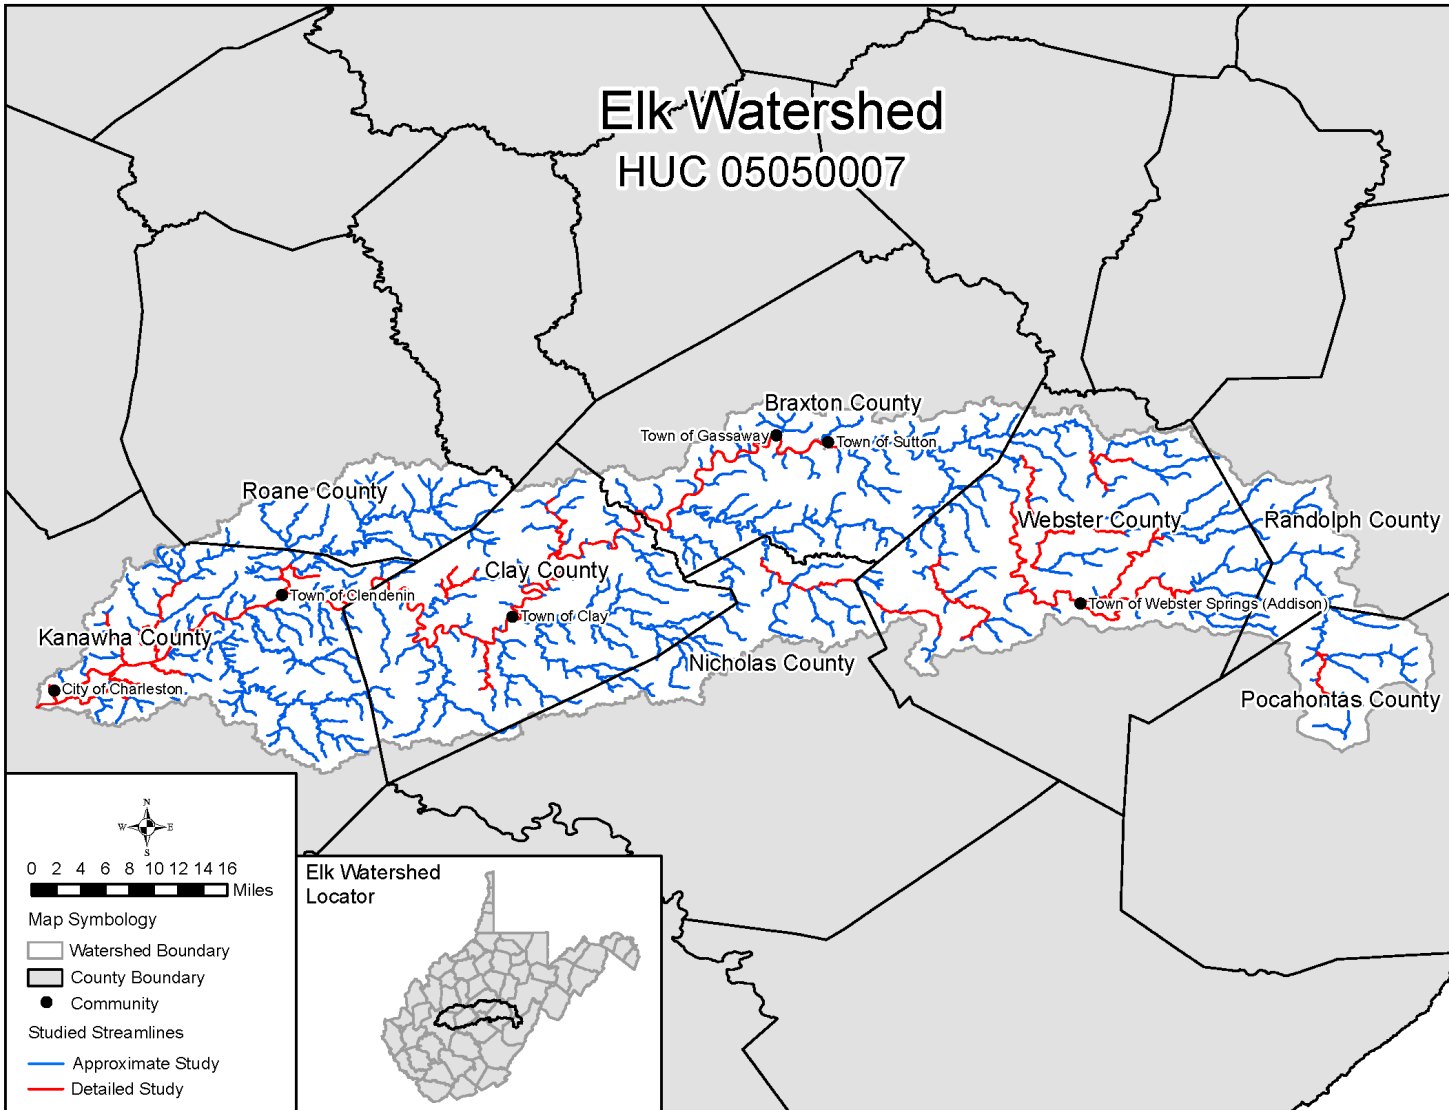 Elk Watershed
HUC 05050007
Braxton County
Town of Gassaway
Town of Sutton
Roane County
Webster County
Randolph County
Clay County
Town of Clendenin
Town of Clay
Town of Webster Springs (Addison)
Kanawha County
Nicholas County
City of Charleston
Pocahontas County
N
W E
S
0 2 4 6 8 10 12 14 16
Miles
Map Symbology
Watershed Boundary
County Boundary
Community
Studied Streamlines
Approximate Study
Detailed Study
Elk Watershed
Locator